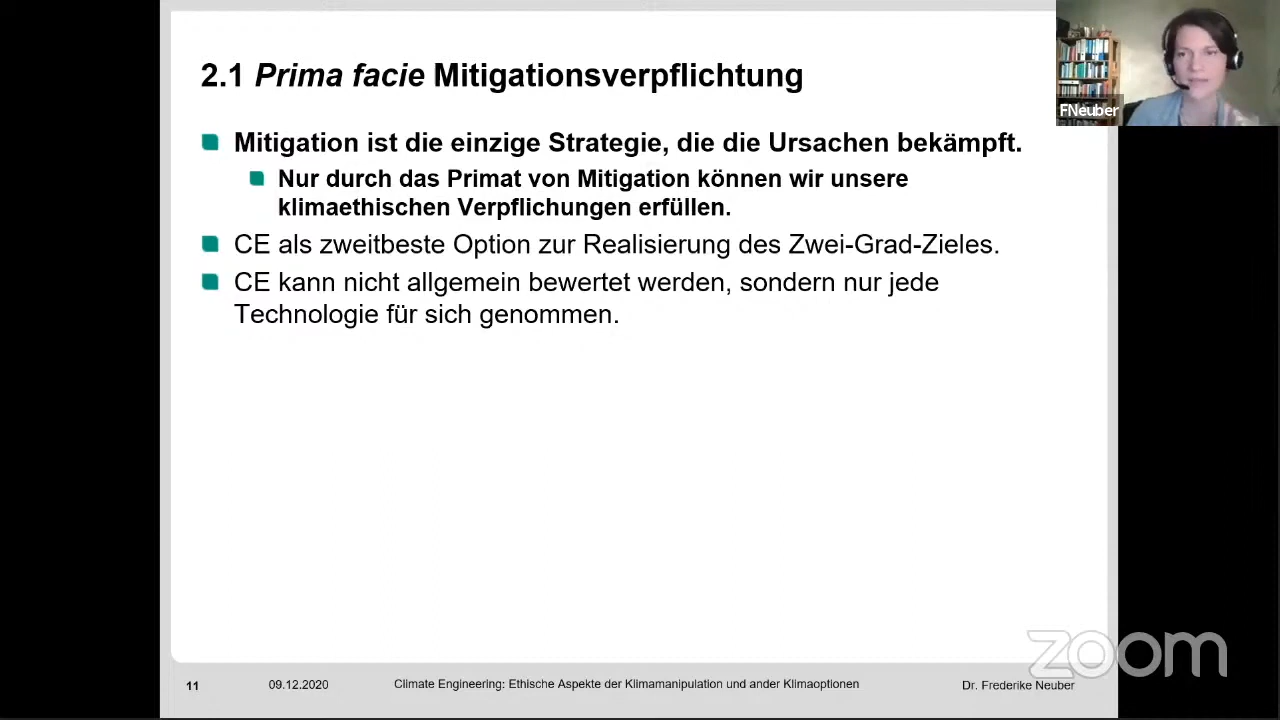 2.1 Prima facie Mitigationsverpflichtung
FNeuber
Mitigation ist die einzige Strategie, die die Ursachen bekämpft.
Nur durch das Primat von Mitigation können wir unsere
klimaethischen Verpflichungen erfüllen.
CE als zweitbeste Option zur Realisierung des Zwei-Grad-Zieles.
CE kann nicht allgemein bewertet werden, sondern nur jede
Technologie für sich genommen.
zoom
11 09.12.2020 Climate Engineering: Ethische Aspekte der Klimamanipulation und ander Klimaoptionen Dr. Frederike Neuber